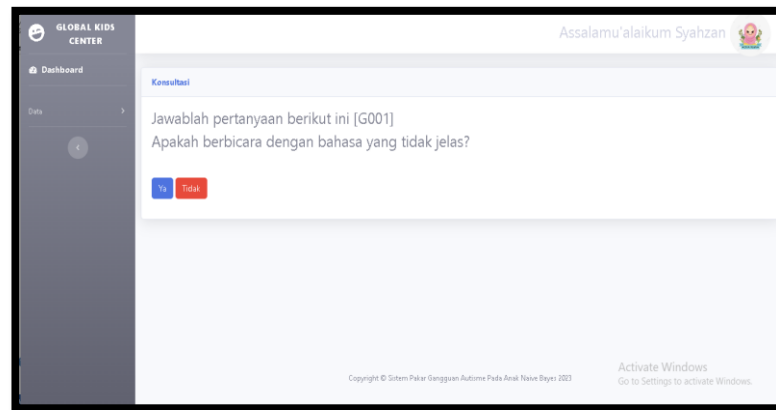 GLOBAL KIDS
CENTER
Assalamu'alaikum Syahzan
Dashboard
Konsultasi
Data
Jawablah pertanyaan berikut ini [G001]
Apakah berbicara dengan bahasa yang tidak jelas?
Ya Tidak
Activate Windows
Go to Settings to activate Windows.
Copyright © Sistem Pakar Gangguan Autisme Pada Anak Naive Bayes 2023